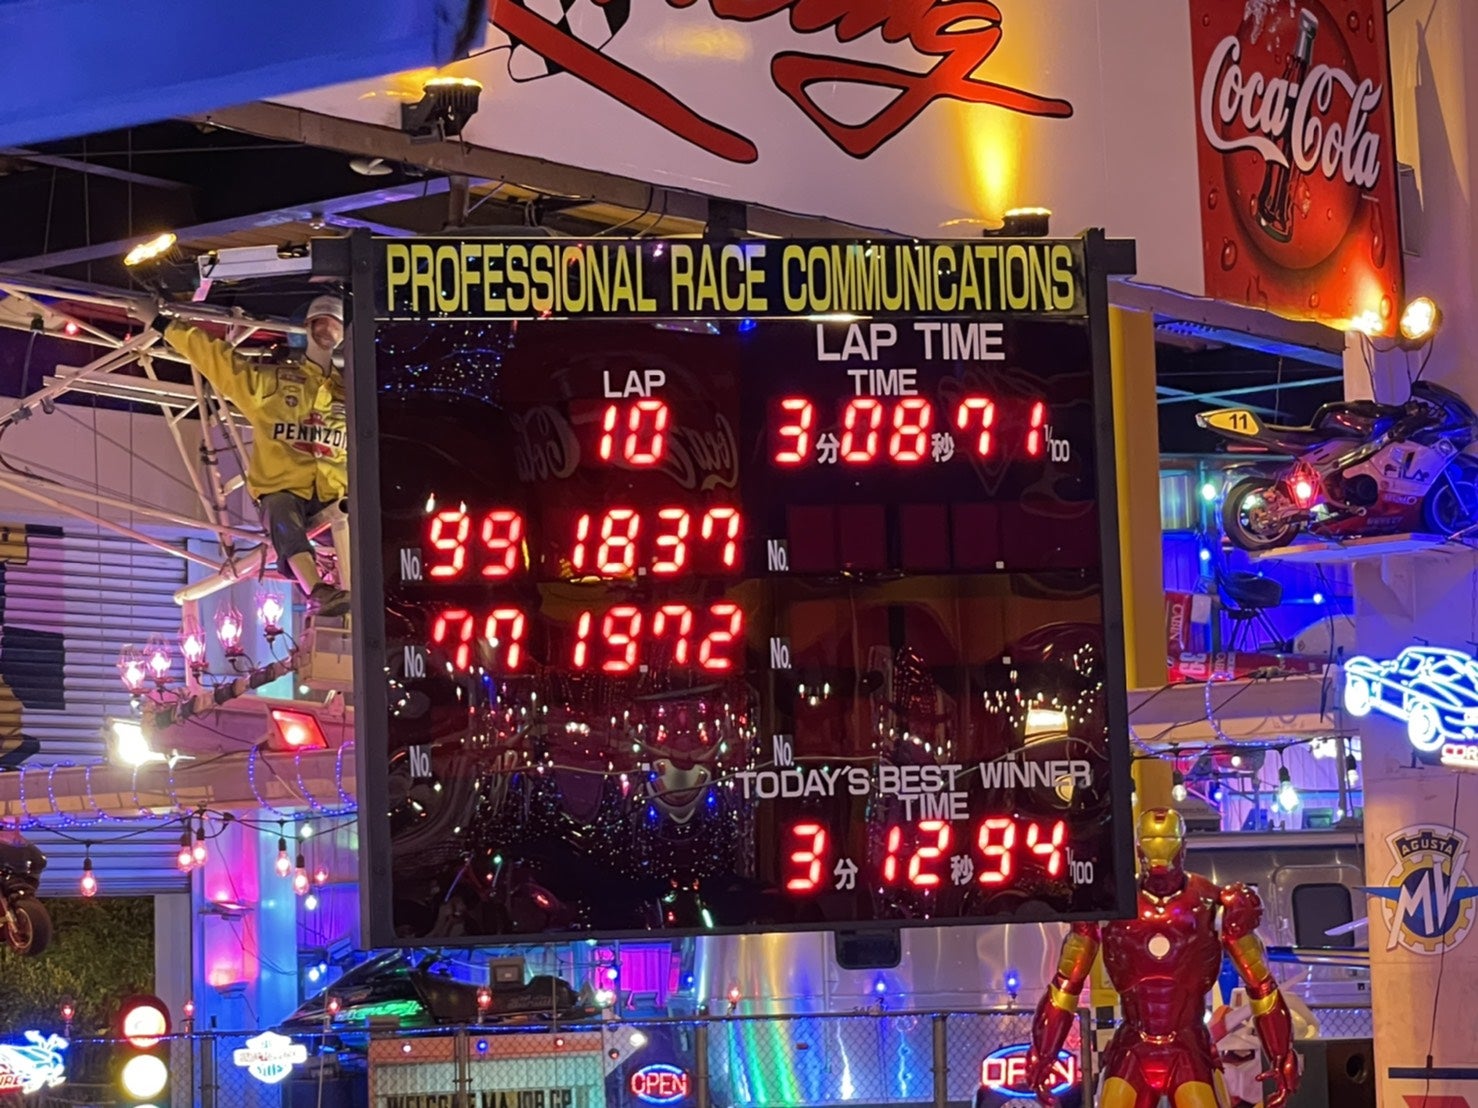 Coca-Cola
PROFESSIONAL RACE COMMUNICATIONS
LAP TIME
LAP
TIME
10
3分08秒71 1/100
No. 99 18.37
No.
No. 77 19.72
No.
No.
No.
TODAY'S BEST WINNER
TIME
3分12秒94 1/100
11
AGUSTA
MV
OPEN
OPEN